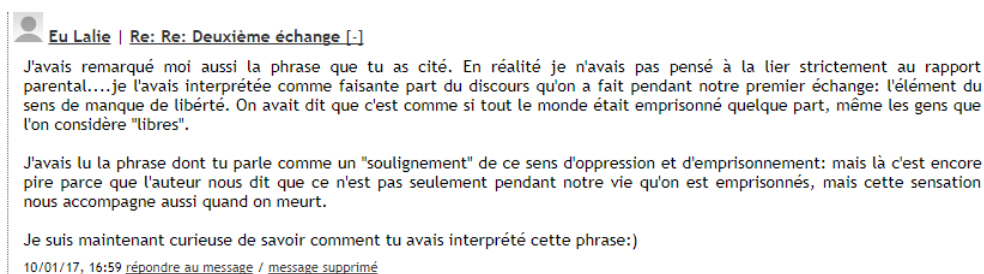 Eu Lalie | Re: Re: Deuxième échange [-]
J'avais remarqué moi aussi la phrase que tu as cité. En réalité je n'avais pas pensé à la lier strictement au rapport
parental....je l'avais interprétée comme faisante part du discours qu'on a fait pendant notre premier échange: l'élément du
sens de manque de libérté. On avait dit que c'est comme si tout le monde était emprisonné quelque part, même les gens que
l'on considère "libres".
J'avais lu la phrase dont tu parle comme un "soulignement" de ce sens d'oppression et d'emprisonnement: mais là c'est encore
pire parce que l'auteur nous dit que ce n'est pas seulement pendant notre vie qu'on est emprisonnés, mais cette sensation
nous accompagne aussi quand on meurt.
Je suis maintenant curieuse de savoir comment tu avais interprété cette phrase:)
10/01/17, 16:59 répondre au message / message supprimé